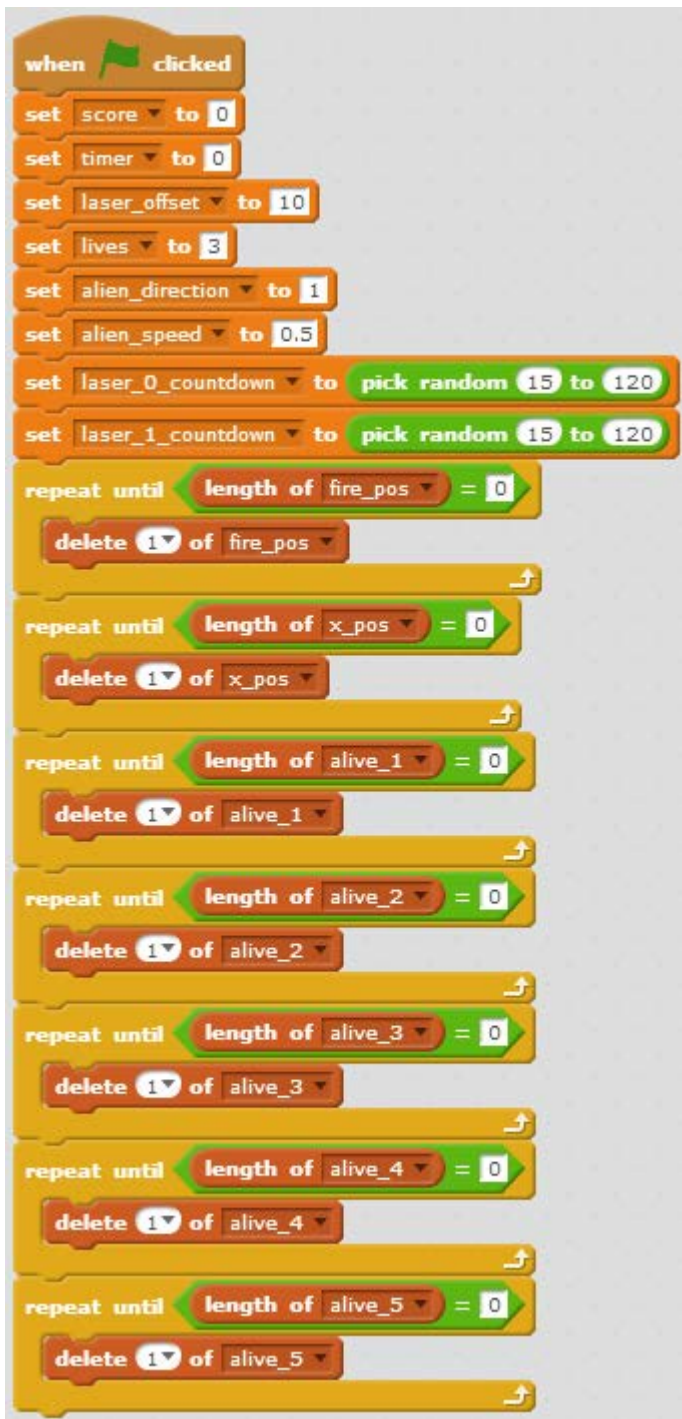 when clicked
set score to 0
set timer to 0
set laser_offset to 10
set lives to 3
set alien_direction to 1
set alien_speed to 0.5
set laser_0_countdown to pick random 15 to 120
set laser_1_countdown to pick random 15 to 120
repeat until length of fire_pos = 0
delete 1 of fire_pos
repeat until length of x_pos = 0
delete 1 of x_pos
repeat until length of alive_1 = 0
delete 1 of alive_1
repeat until length of alive_2 = 0
delete 1 of alive_2
repeat until length of alive_3 = 0
delete 1 of alive_3
repeat until length of alive_4 = 0
delete 1 of alive_4
repeat until length of alive_5 = 0
delete 1 of alive_5